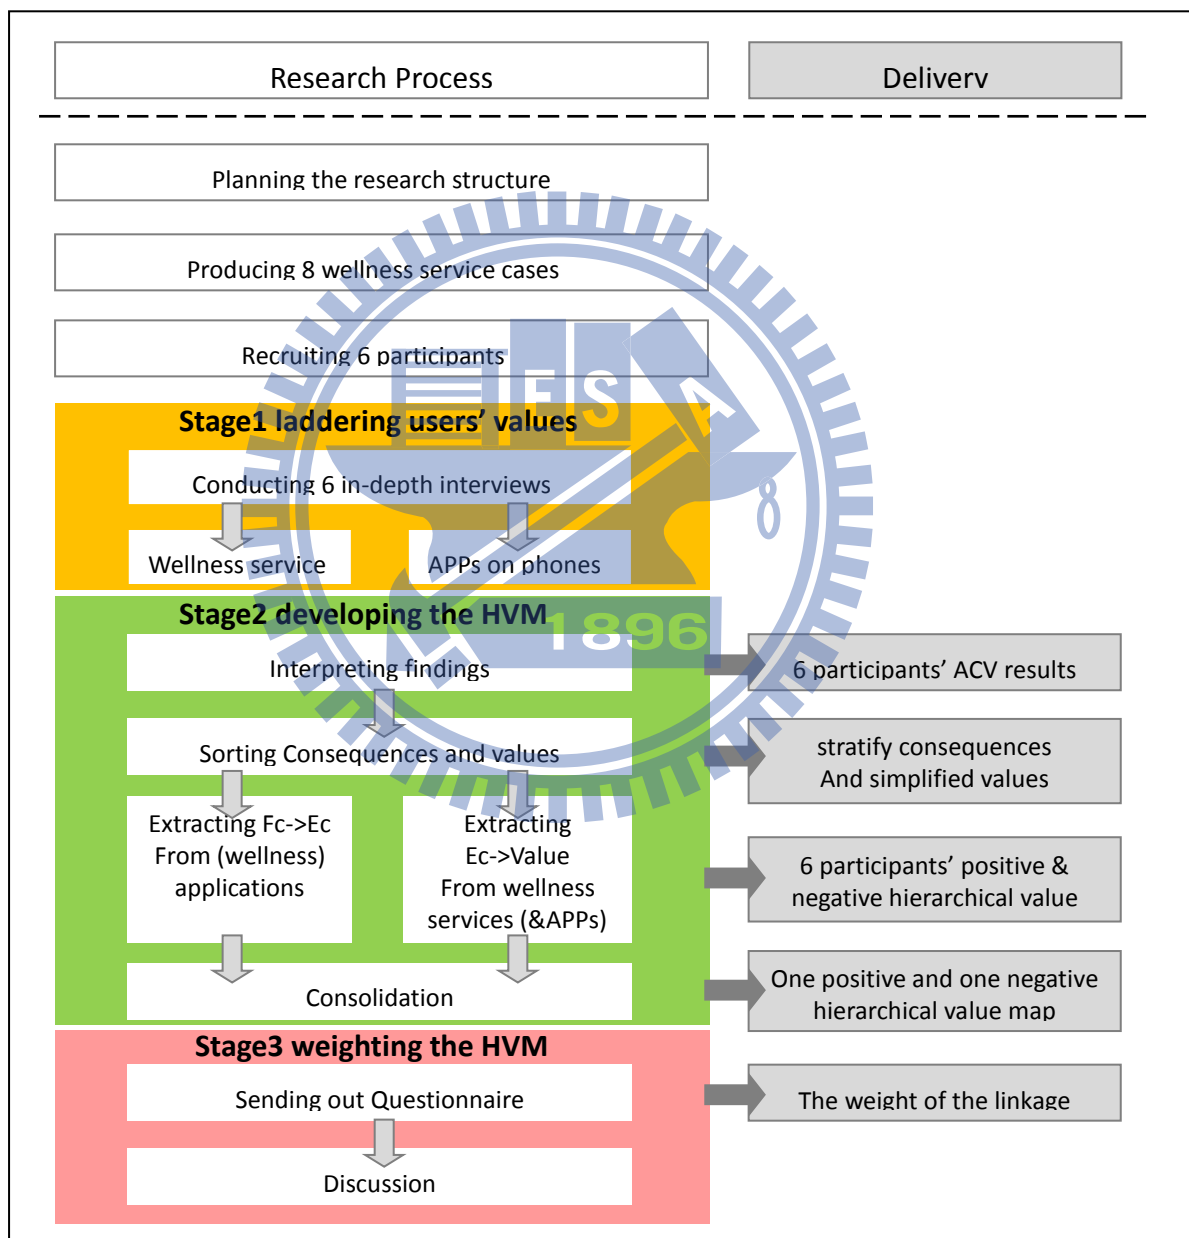 Research Process
Delivery
Planning the research structure
Producing 8 wellness service cases
Recruiting 6 participants
E S A
Stage1 laddering users’ values
Conducting 6 in-depth interviews
Wellness service
APPs on phones
Stage2 developing the HVM
1896
Interpreting findings
6 participants’ ACV results
Sorting Consequences and values
stratify consequences
And simplified values
Extracting Fc->Ec
From (wellness)
applications
Extracting
Ec->Value
From wellness
services (&APPs)
6 participants’ positive &
negative hierarchical value
Consolidation
One positive and one negative
hierarchical value map
Stage3 weighting the HVM
Sending out Questionnaire
The weight of the linkage
Discussion